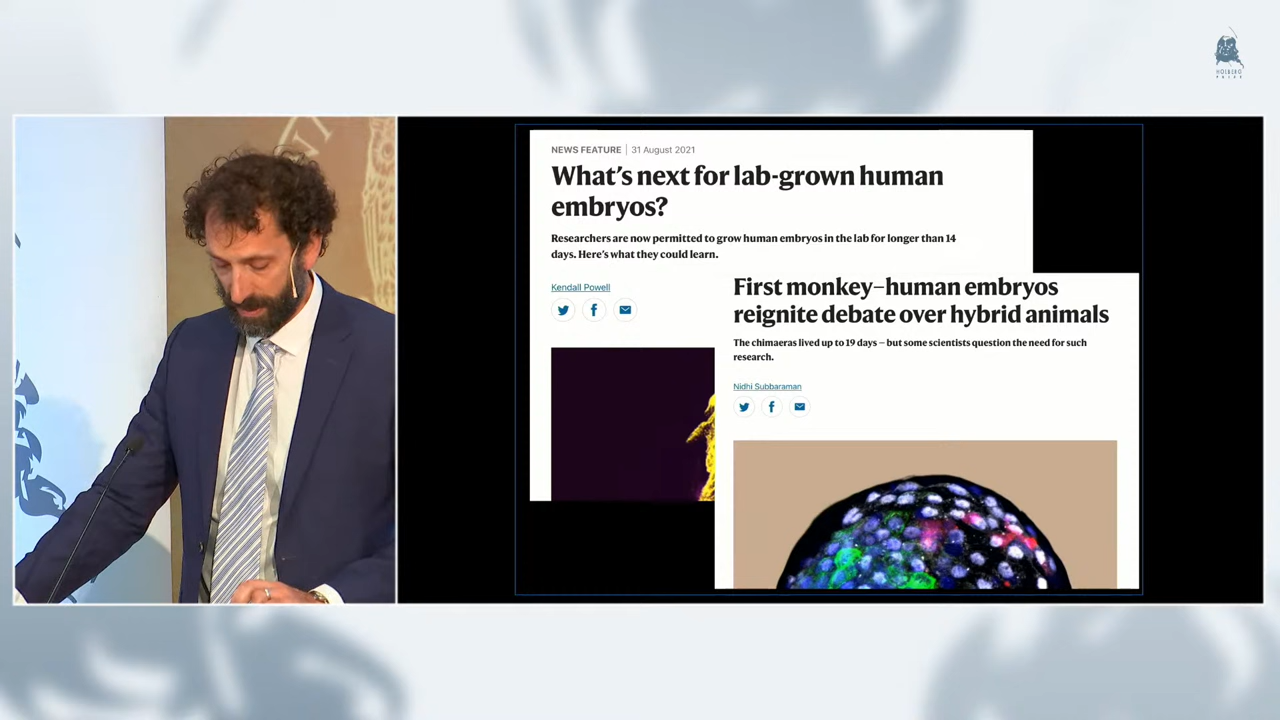 HOLBERG
PRIZE
NEWS FEATURE | 31 August 2021
What's next for lab-grown human
embryos?
Researchers are now permitted to grow human embryos in the lab for longer than 14
days. Here's what they could learn.
Kendall Powell
First monkey–human embryos
reignite debate over hybrid animals
The chimaeras lived up to 19 days — but some scientists question the need for such
research.
Nidhi Subbaraman